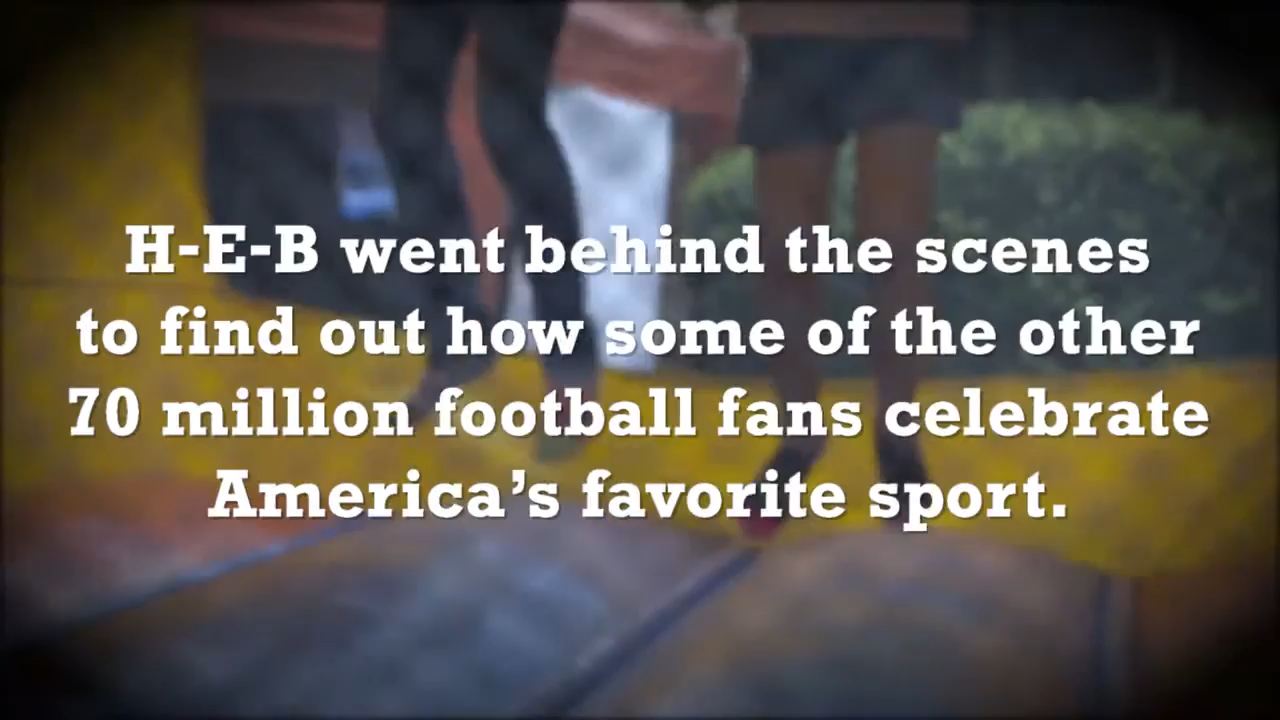 H-E-B went behind the scenes
to find out how some of the other
70 million football fans celebrate
America’s favorite sport.